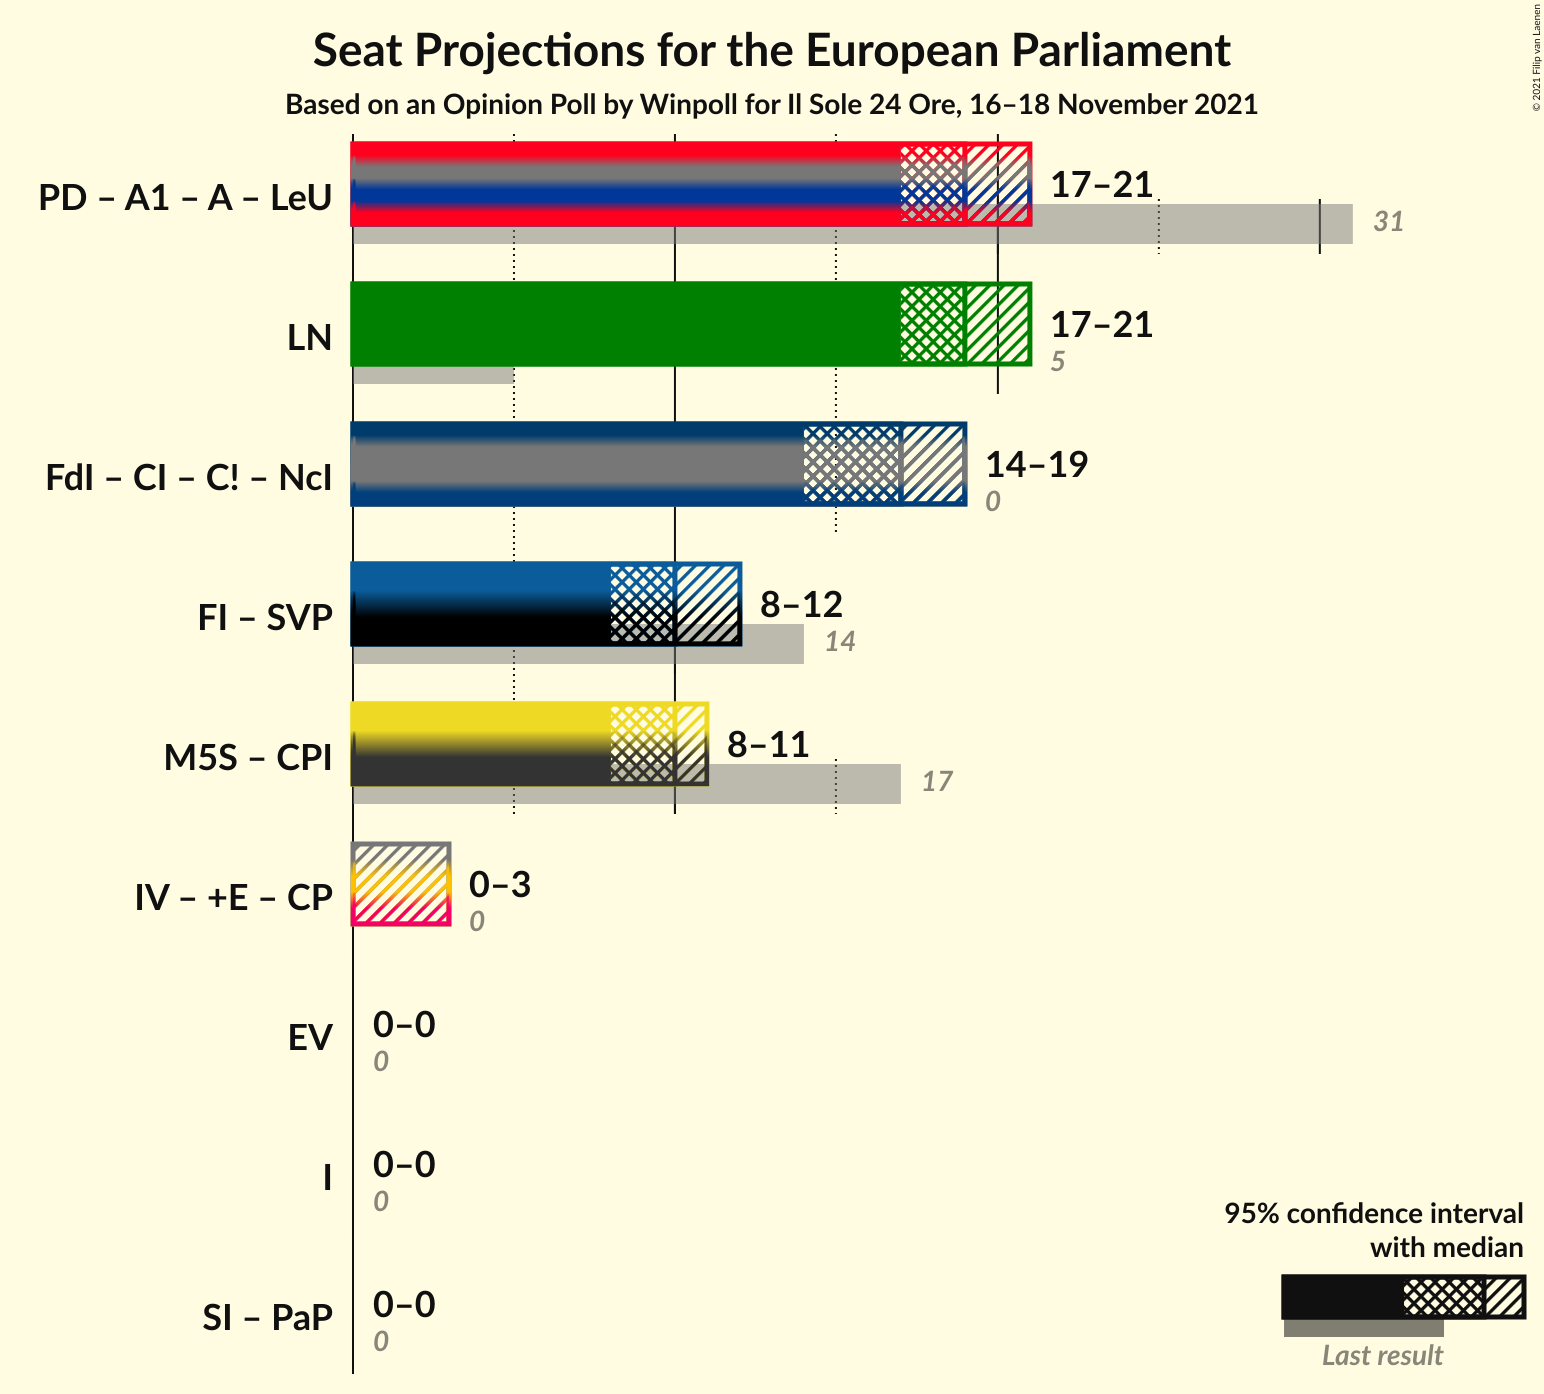 Seat Projections for the European Parliament
Based on an Opinion Poll by Winpoll for Il Sole 24 Ore, 16–18 November 2021
© 2021 Filip van Laenen
PD – A1 – A – LeU
17–21
31
LN
17–21
5
FdI – CI – C! – NcI
14–19
0
FI – SVP
8–12
14
M5S – CPI
8–11
17
IV – +E – CP
0–3
0
EV
0–0
0
I
0–0
0
SI – PaP
0–0
0
95% confidence interval
with median
Last result